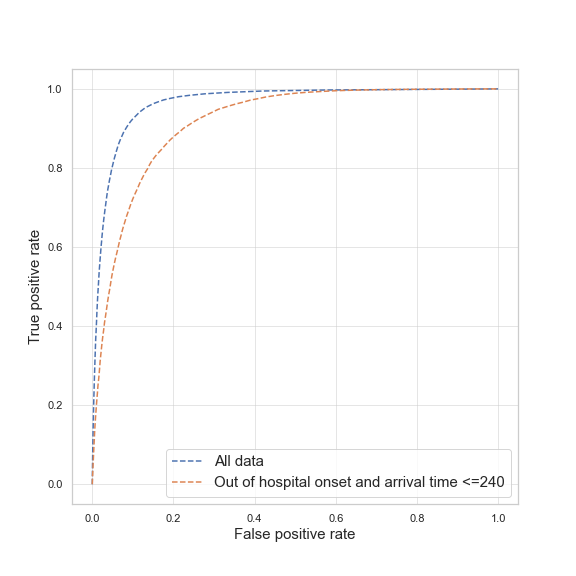 1.0
0.8
0.6
0.4
0.2
0.0
True positive rate
All data
Out of hospital onset and arrival time <=240
0.0 0.2 0.4 0.6 0.8 1.0
False positive rate